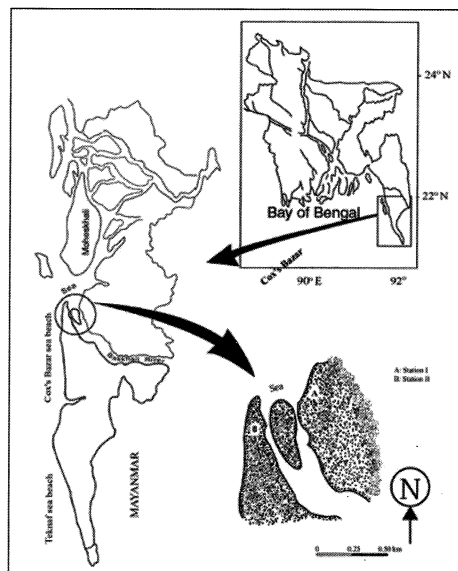 24° N
22° N
Bay of Bengal
90° E
92°
Cox's Bazar
Moheskhali
Sea
Cox's Bazar sea beach
Bakkhali River
Teknaf sea beach
MAYANMAR
Sea
A: Station I
B: Station II
A
B
N
0 0.25 0.50 km